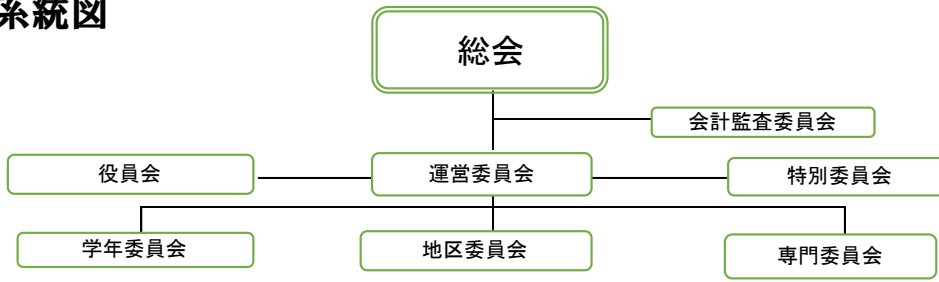 系統図
総会
会計監査委員会
役員会
運営委員会
特別委員会
学年委員会
地区委員会
専門委員会